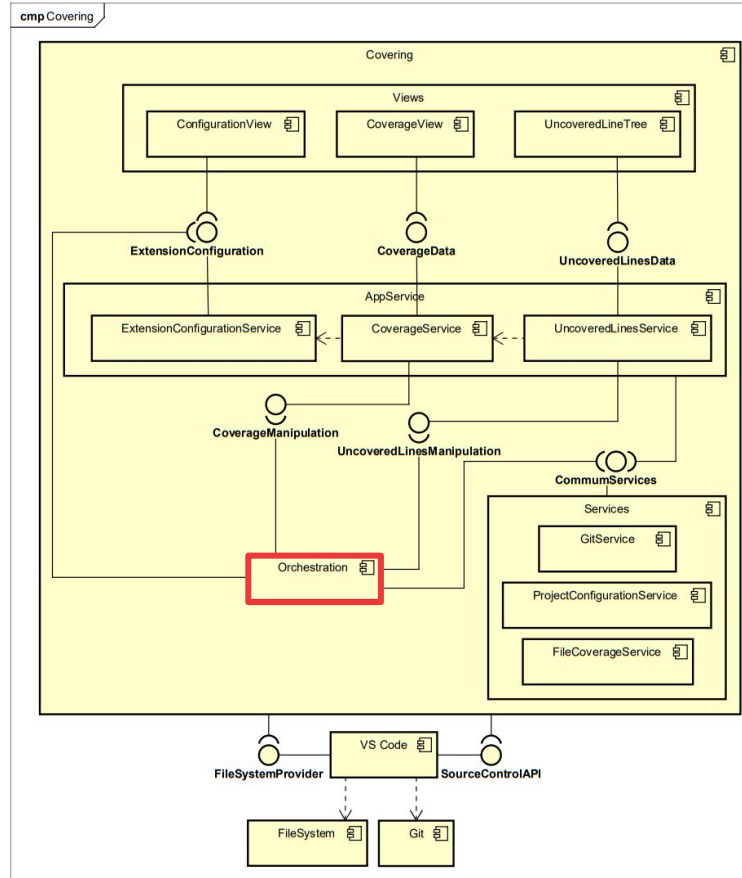 cmp Covering
Covering
Views
ConfigurationView
CoverageView
UncoveredLineTree
ExtensionConfiguration
CoverageData
UncoveredLinesData
AppService
ExtensionConfigurationService
CoverageService
UncoveredLinesService
CoverageManipulation
UncoveredLinesManipulation
CommumServices
Services
GitService
Orchestration
ProjectConfigurationService
FileCoverageService
VS Code
FileSystemProvider
SourceControlAPI
FileSystem
Git